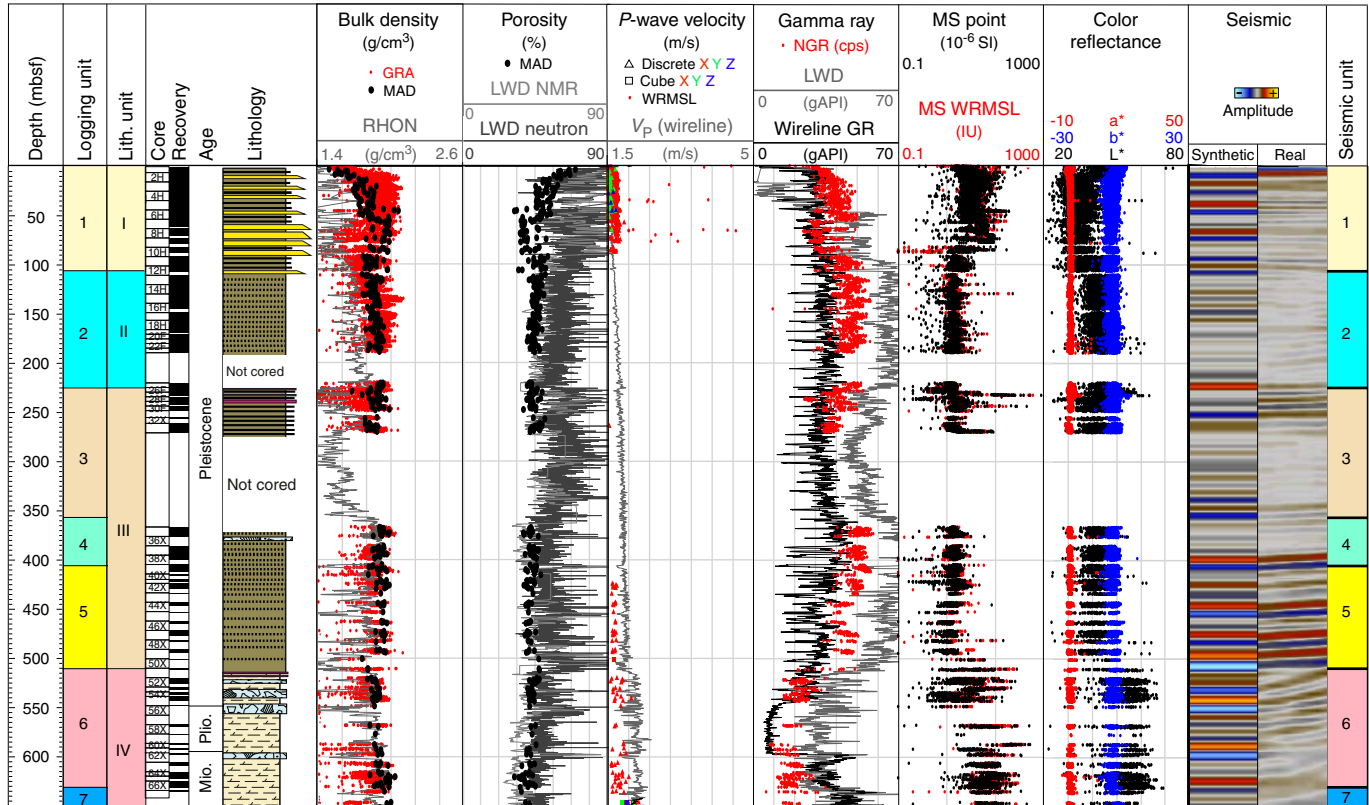 Depth (mbsf)
Logging unit
Lith. unit
Core
Recovery
Age
Lithology
Bulk density
(g/cm³)
GRA
MAD
RHON
1.4 (g/cm³) 2.6
Porosity
(%)
MAD
LWD NMR
0 90
LWD neutron
0 90
P-wave velocity
(m/s)
Discrete X Y Z
Cube X Y Z
WRMSL
VP (wireline)
1.5 (m/s) 5
Gamma ray
NGR (cps)
LWD
0 (gAPI) 70
Wireline GR
0 (gAPI) 70
MS point
(10⁻⁶ SI)
0.1 1000
MS WRMSL
(IU)
0.1 1000
Color
reflectance
-10 a* 50
-30 b* 30
20 L* 80
Seismic
- +
Amplitude
Synthetic Real
Seismic unit
50
100
150
200
250
300
350
400
450
500
550
600
1
2
3
4
5
6
7
I
II
III
IV
2H
4H
6H
8H
10H
12H
14H
16H
18H
26F
28F
30F
32X
36X
38X
40X
42X
44X
46X
48X
50X
52X
54X
56X
58X
60X
62X
64X
66X
Pleistocene
Plio.
Mio.
Not cored
Not cored
1
2
3
4
5
6
7